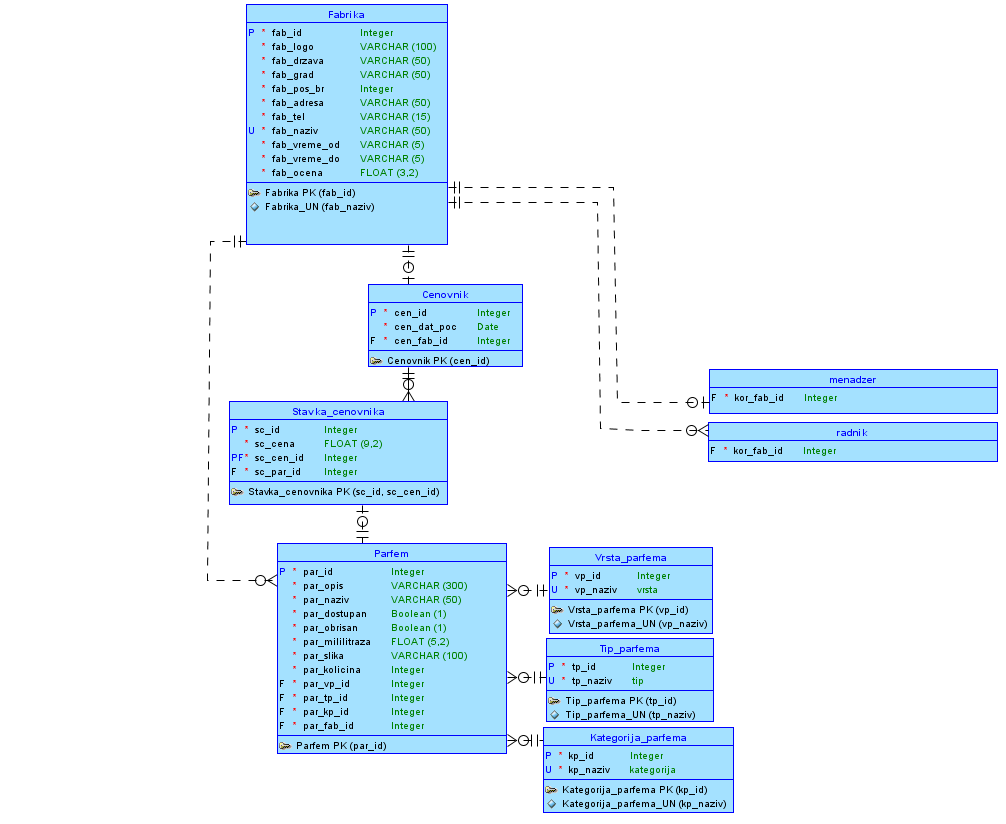 Fabrika
P * fab_id Integer
* fab_logo VARCHAR (100)
* fab_drzava VARCHAR (50)
* fab_grad VARCHAR (50)
* fab_pos_br Integer
* fab_adresa VARCHAR (50)
* fab_tel VARCHAR (15)
U * fab_naziv VARCHAR (50)
* fab_vreme_od VARCHAR (5)
* fab_vreme_do VARCHAR (5)
* fab_ocena FLOAT (3,2)
Fabrika PK (fab_id)
Fabrika_UN (fab_naziv)
Cenovnik
P * cen_id Integer
* cen_dat_poc Date
F * cen_fab_id Integer
Cenovnik PK (cen_id)
menadzer
F * kor_fab_id Integer
radnik
F * kor_fab_id Integer
Stavka_cenovnika
P * sc_id Integer
* sc_cena FLOAT (9,2)
PF* sc_cen_id Integer
F * sc_par_id Integer
Stavka_cenovnika PK (sc_id, sc_cen_id)
Parfem
P * par_id Integer
* par_opis VARCHAR (300)
* par_naziv VARCHAR (50)
* par_dostupan Boolean (1)
* par_obrisan Boolean (1)
* par_mililitraza FLOAT (5,2)
* par_slika VARCHAR (100)
* par_kolicina Integer
F * par_vp_id Integer
F * par_tp_id Integer
F * par_kp_id Integer
F * par_fab_id Integer
Parfem PK (par_id)
Vrsta_parfema
P * vp_id Integer
U * vp_naziv vrsta
Vrsta_parfema PK (vp_id)
Vrsta_parfema_UN (vp_naziv)
Tip_parfema
P * tp_id Integer
U * tp_naziv tip
Tip_parfema PK (tp_id)
Tip_parfema_UN (tp_naziv)
Kategorija_parfema
P * kp_id Integer
U * kp_naziv kategorija
Kategorija_parfema PK (kp_id)
Kategorija_parfema_UN (kp_naziv)